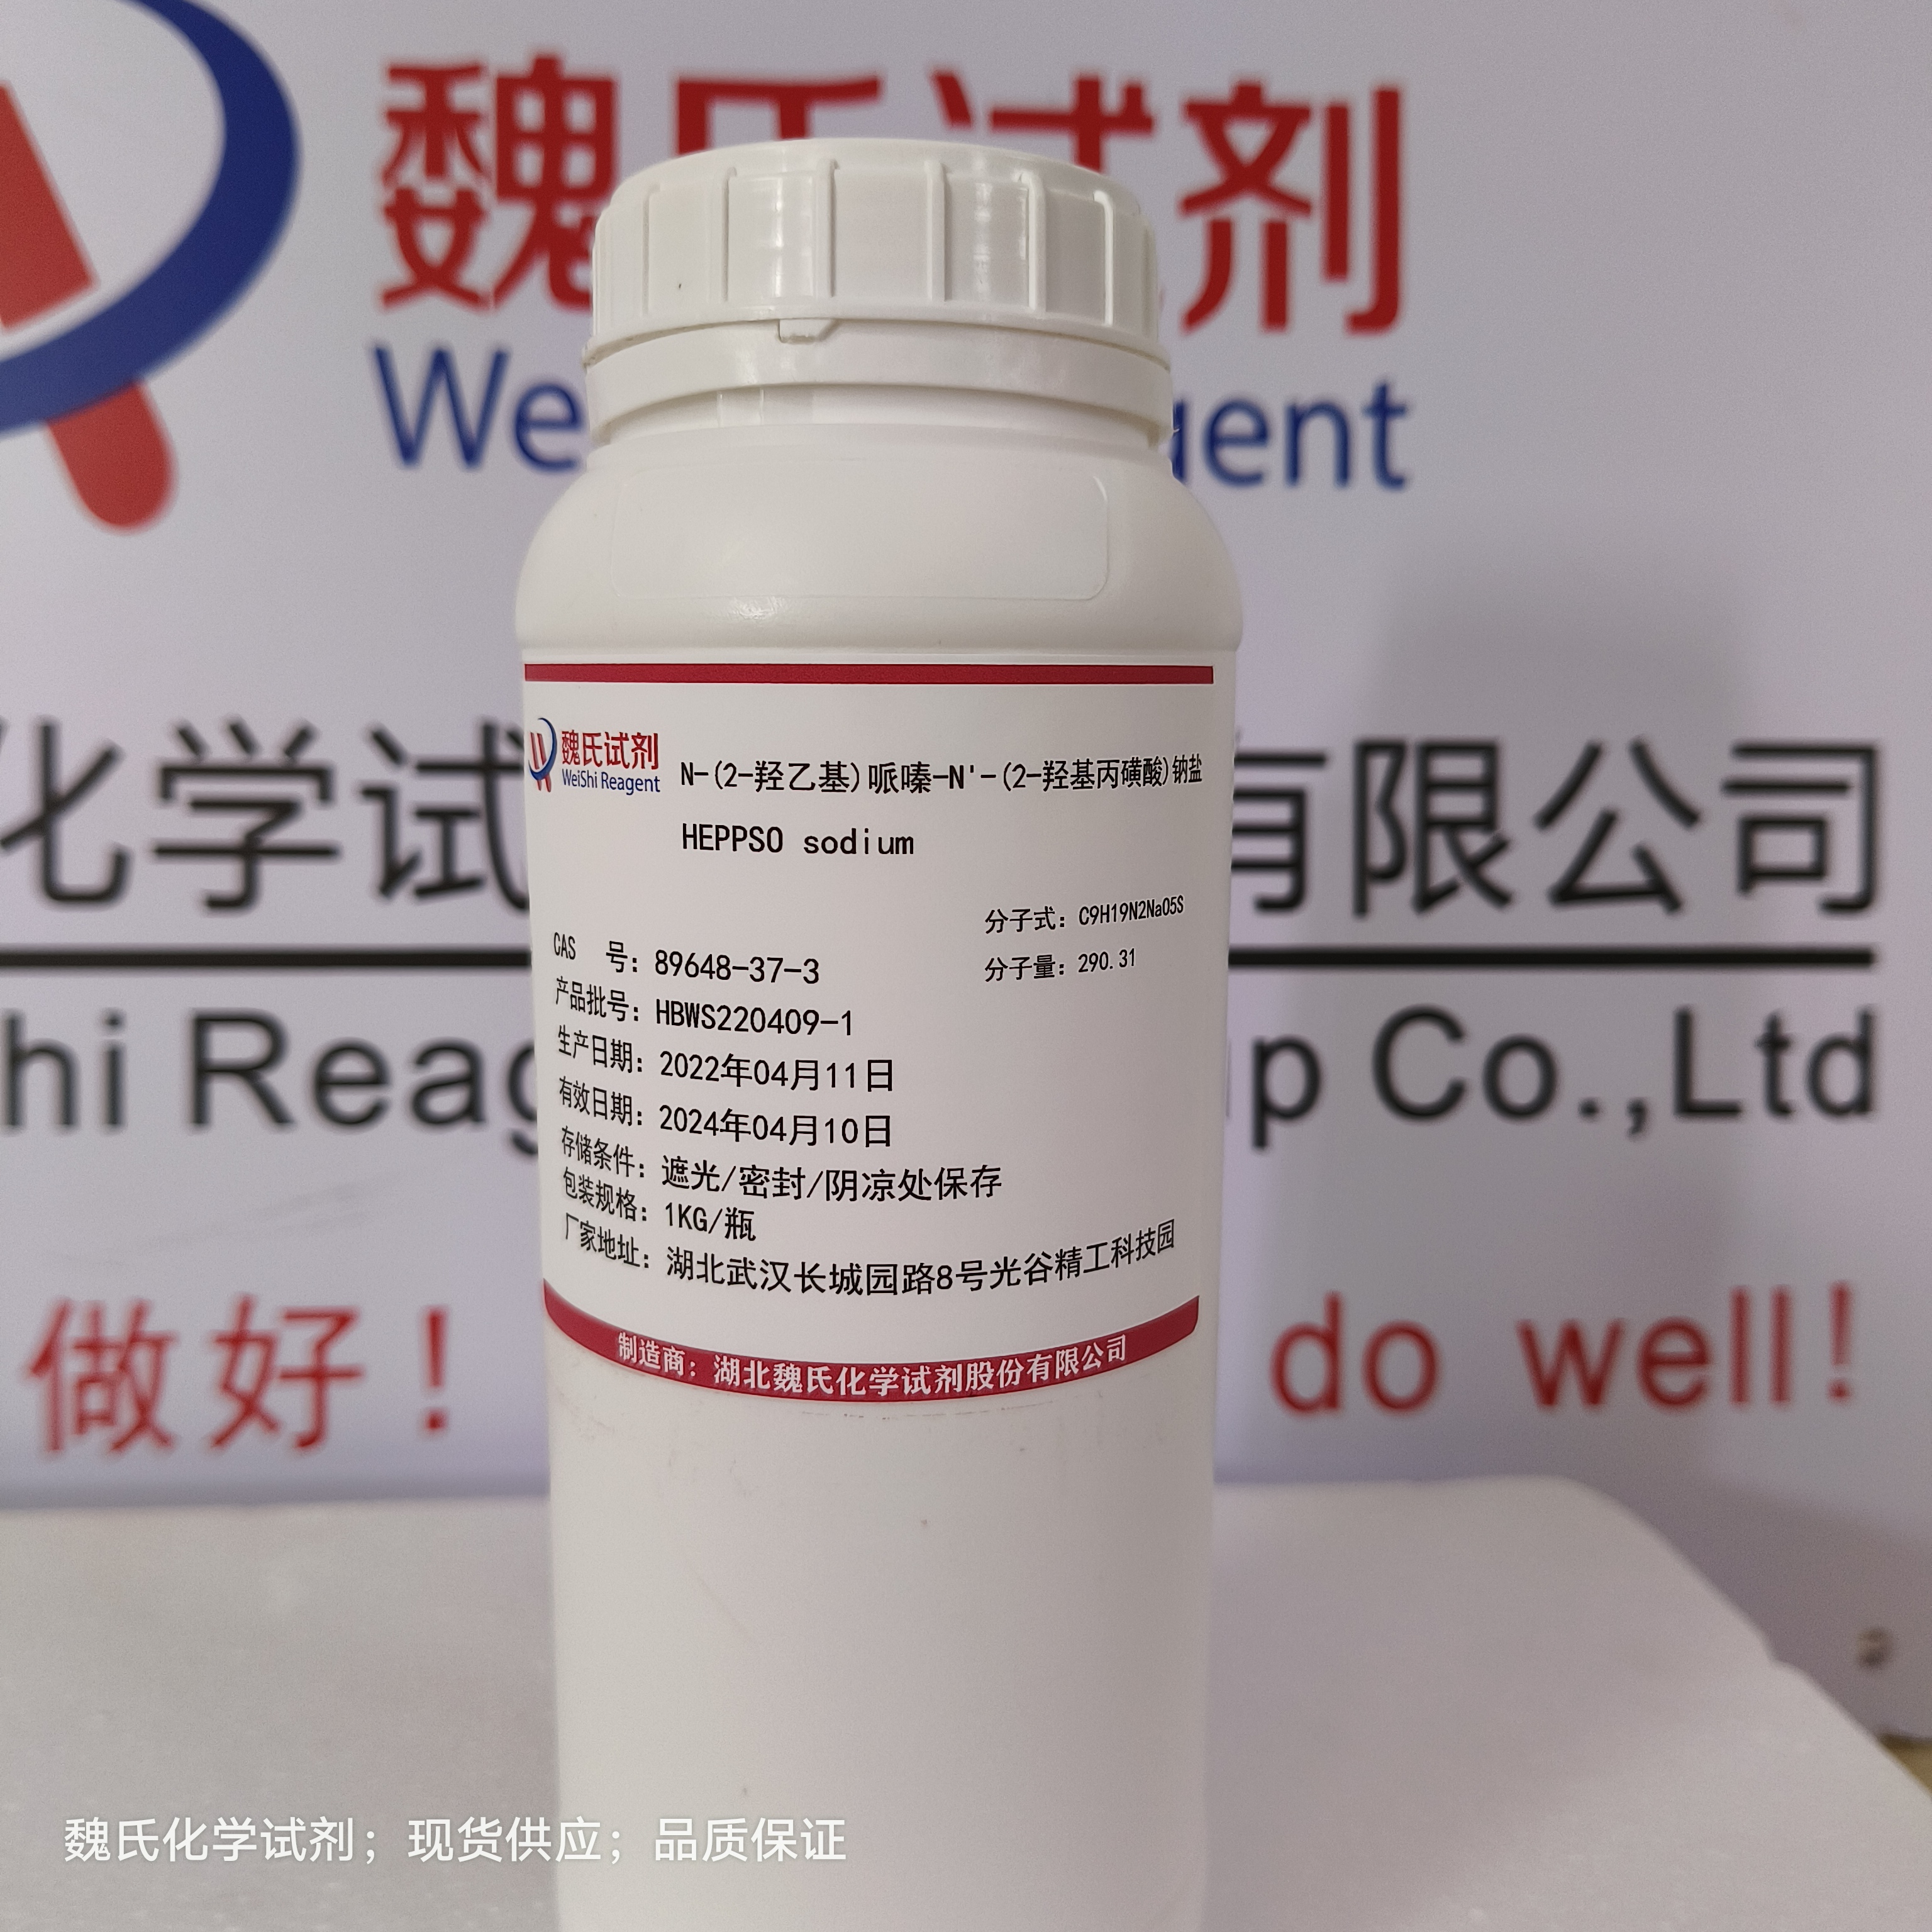 魏氏试剂
We gent
化学试 有限公司
hi Reag p Co.,Ltd
做好！ do well!
魏氏试剂
WeiShi Reagent
N-(2-羟乙基)哌嗪-N'-(2-羟基丙磺酸)钠盐
HEPPSO sodium
分子式：C9H19N2NaO5S
分子量：290.31
CAS 号：89648-37-3
产品批号：HBWS220409-1
生产日期：2022年04月11日
有效日期：2024年04月10日
存储条件：遮光/密封/阴凉处保存
包装规格：1KG/瓶
厂家地址：湖北武汉长城园路8号光谷精工科技园
制造商：湖北魏氏化学试剂股份有限公司
魏氏化学试剂；现货供应；品质保证